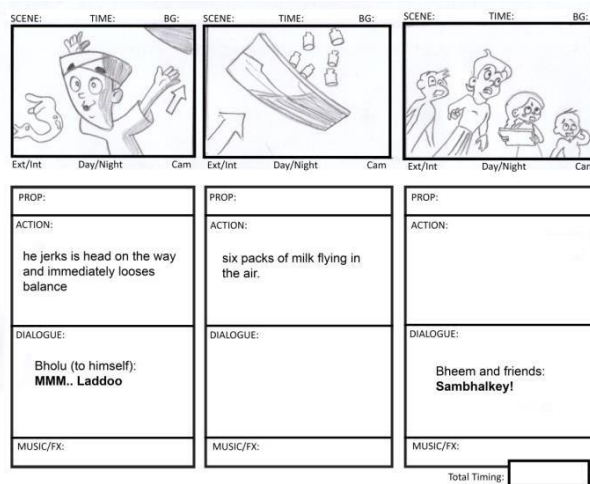 SCENE: TIME: BG: SCENE: TIME: BG: SCENE: TIME: BG:
Ext/Int Day/Night Cam Ext/Int Day/Night Cam Ext/Int Day/Night Cam
PROP:
ACTION:
he jerks is head on the way
and immediately looses
balance
DIALOGUE:
Bholu (to himself):
MMM.. Laddoo
MUSIC/FX:
PROP:
ACTION:
six packs of milk flying in
the air.
DIALOGUE:
MUSIC/FX:
PROP:
ACTION:
DIALOGUE:
Bheem and friends:
Sambhalkey!
MUSIC/FX:
Total Timing: